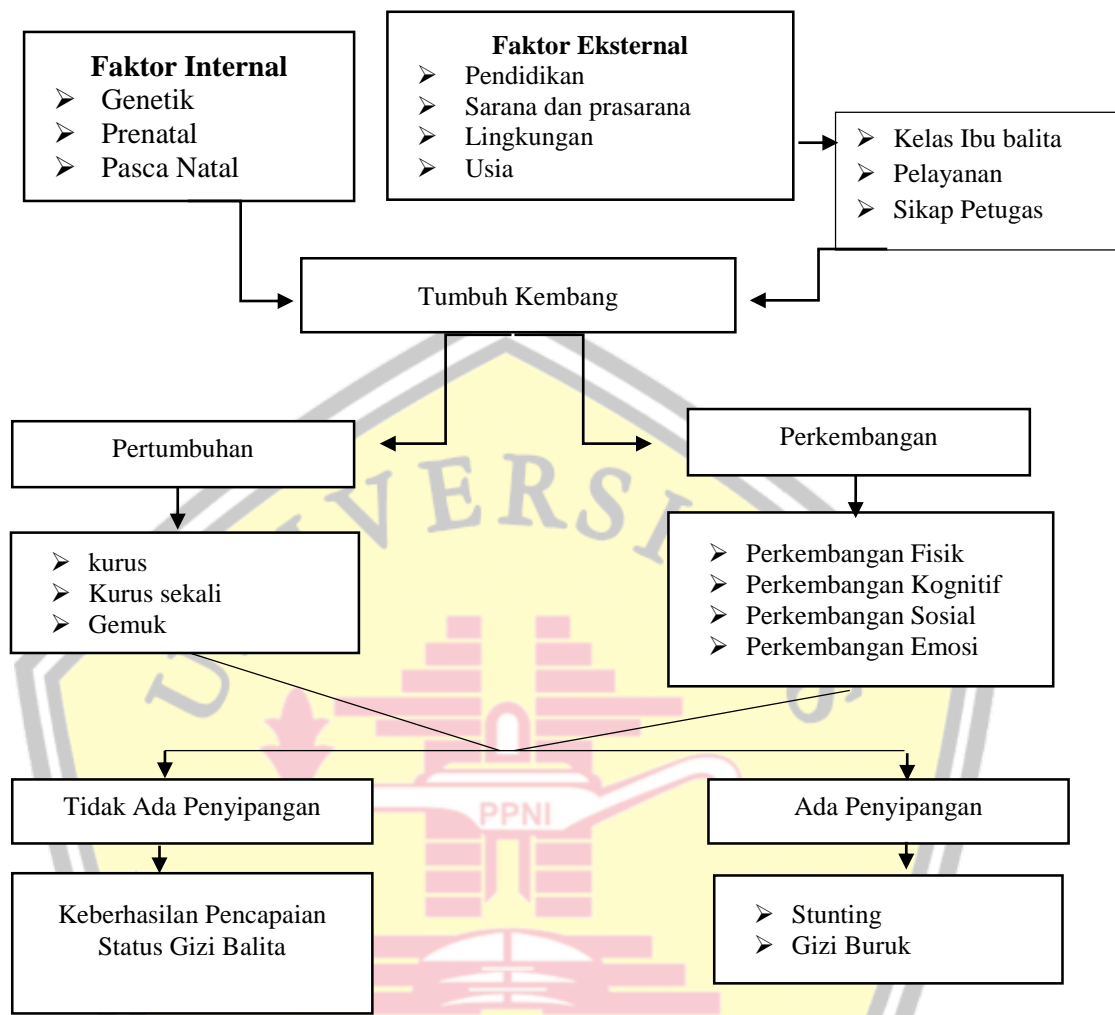 Faktor Internal
➢ Genetik
➢ Prenatal
➢ Pasca Natal
Faktor Eksternal
➢ Pendidikan
➢ Sarana dan prasarana
➢ Lingkungan
➢ Usia
➢ Kelas Ibu balita
➢ Pelayanan
➢ Sikap Petugas
Tumbuh Kembang
Pertumbuhan
Perkembangan
➢ kurus
➢ Kurus sekali
➢ Gemuk
➢ Perkembangan Fisik
➢ Perkembangan Kognitif
➢ Perkembangan Sosial
➢ Perkembangan Emosi
Tidak Ada Penyipangan
Ada Penyipangan
Keberhasilan Pencapaian
Status Gizi Balita
➢ Stunting
➢ Gizi Buruk
PPNI